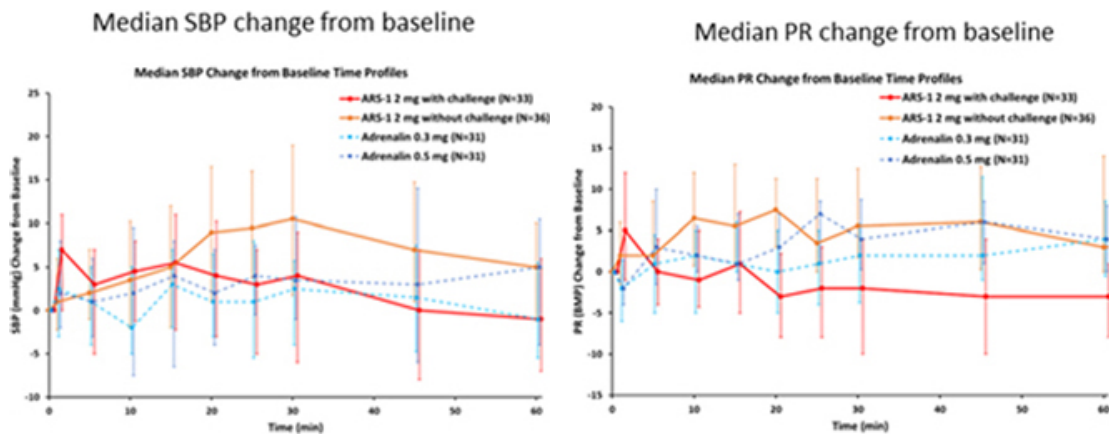 Median SBP change from baseline
Median SBP Change from Baseline Time Profiles
ARS-1 2 mg with challenge (N=33)
ARS-1 2 mg without challenge (N=36)
Adrenalin 0.3 mg (N=31)
Adrenalin 0.5 mg (N=31)
SBP (mmHg) Change from Baseline
25
20
15
10
5
0
-5
-10
0
10
20
30
40
50
60
Time (min)
Median PR change from baseline
Median PR Change from Baseline Time Profiles
ARS-1 2 mg with challenge (N=33)
ARS-1 2 mg without challenge (N=36)
Adrenalin 0.3 mg (N=31)
Adrenalin 0.5 mg (N=31)
PR (BMP) Change from Baseline
20
15
10
5
0
-5
-10
-15
0
10
20
30
40
50
60
Time (min)